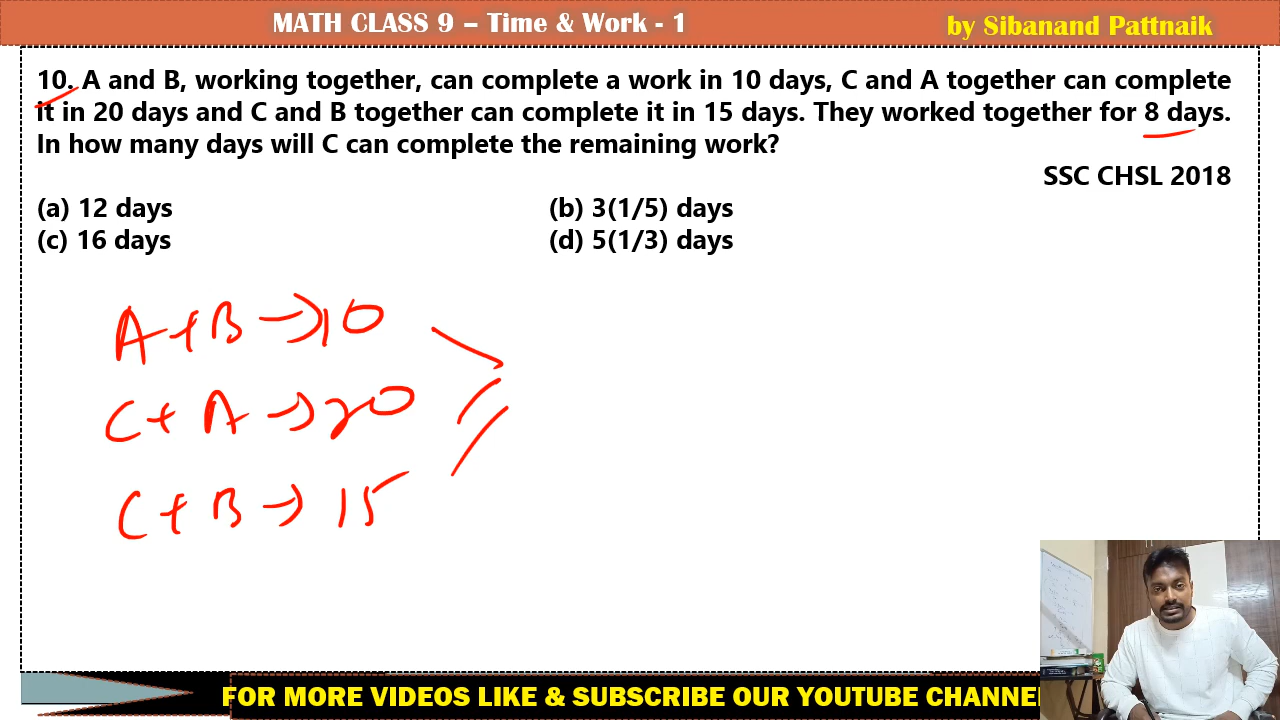 MATH CLASS 9 – Time & Work - 1
by Sibanand Pattnaik
10. A and B, working together, can complete a work in 10 days, C and A together can complete
it in 20 days and C and B together can complete it in 15 days. They worked together for 8 days.
In how many days will C can complete the remaining work?
SSC CHSL 2018
(a) 12 days
(b) 3(1/5) days
(c) 16 days
(d) 5(1/3) days
A+B → 10
C+ A → 20
C+B → 15
FOR MORE VIDEOS LIKE & SUBSCRIBE OUR YOUTUBE CHANNE